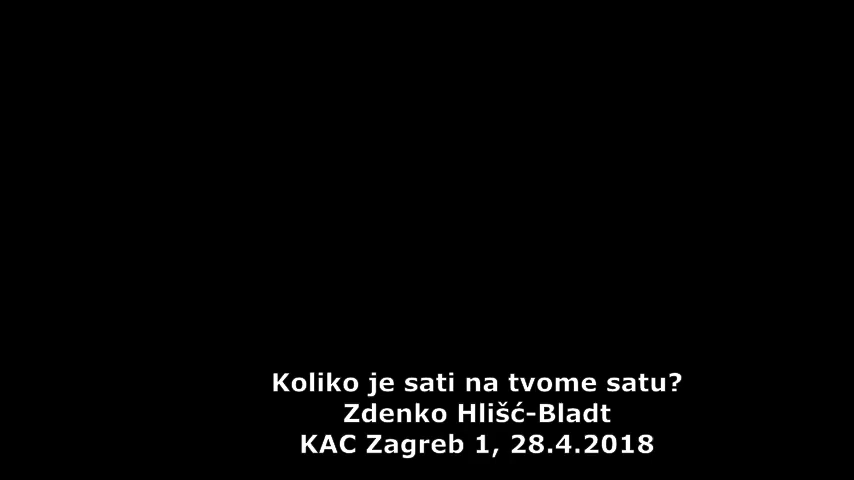 Koliko je sati na tvome satu?
Zdenko Hlišć-Bladt
KAC Zagreb 1, 28.4.2018